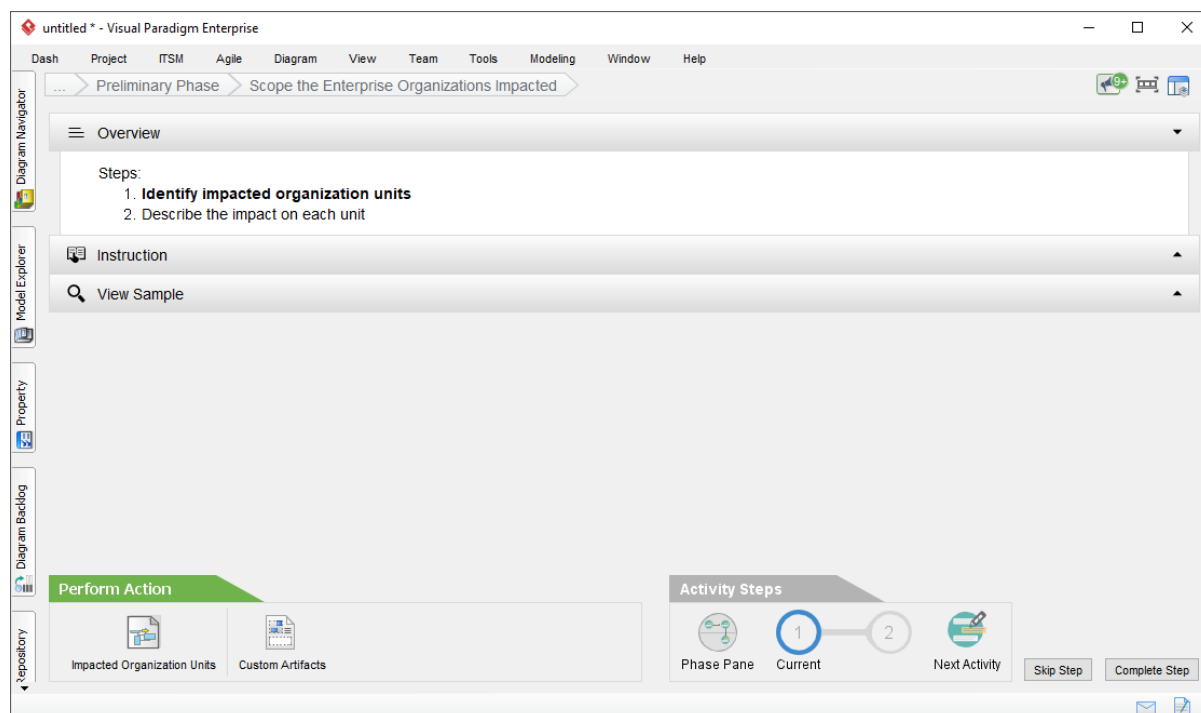 untitled * - Visual Paradigm Enterprise
Dash Project ITSM Agile Diagram View Team Tools Modeling Window Help
... Preliminary Phase Scope the Enterprise Organizations Impacted
9+
Diagram Navigator
Overview
Steps:
1. Identify impacted organization units
2. Describe the impact on each unit
Model Explorer
Instruction
View Sample
Property
Diagram Backlog
Repository
Perform Action
Impacted Organization Units
Custom Artifacts
Activity Steps
1 2
Phase Pane Current Next Activity
Skip Step Complete Step